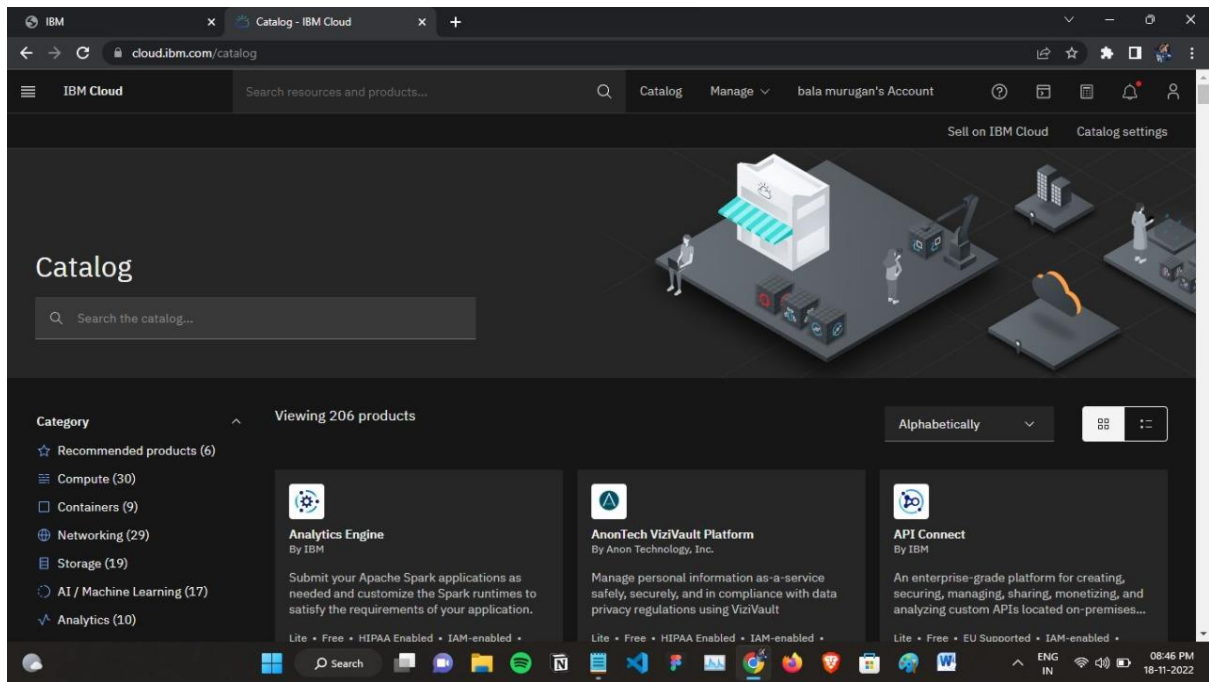 IBM
Catalog - IBM Cloud
cloud.ibm.com/catalog
IBM Cloud
Search resources and products...
Catalog
Manage
bala murugan's Account
Sell on IBM Cloud
Catalog settings
Catalog
Search the catalog...
Category
Recommended products (6)
Compute (30)
Containers (9)
Networking (29)
Storage (19)
AI / Machine Learning (17)
Analytics (10)
Viewing 206 products
Alphabetically
Analytics Engine
By IBM
Submit your Apache Spark applications as
needed and customize the Spark runtimes to
satisfy the requirements of your application.
Lite • Free • HIPAA Enabled • IAM-enabled •
AnonTech ViziVault Platform
By Anon Technology, Inc.
Manage personal information as-a-service
safely, securely, and in compliance with data
privacy regulations using ViziVault
Lite • Free • HIPAA Enabled • IAM-enabled •
API Connect
By IBM
An enterprise-grade platform for creating,
securing, managing, sharing, monetizing, and
analyzing custom APIs located on-premises...
Lite • Free • EU Supported • IAM-enabled •
Search
ENG
IN
08:46 PM
18-11-2022